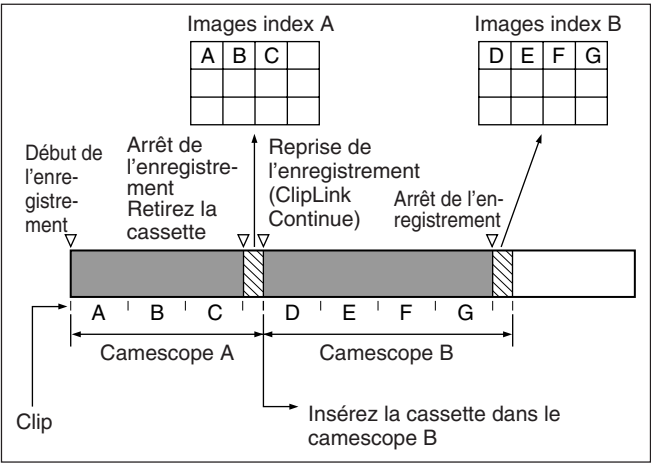 Images index A
Images index B
A B C
D E F G
Début de
l'enre-
gistre-
ment
Arrêt de
l'enregistre-
ment
Retirez la
cassette
Reprise de
l'enregistrement
(ClipLink
Continue)
Arrêt de l'en-
registrement
A B C D E F G
Camescope A
Camescope B
Clip
Insérez la cassette dans le
camescope B